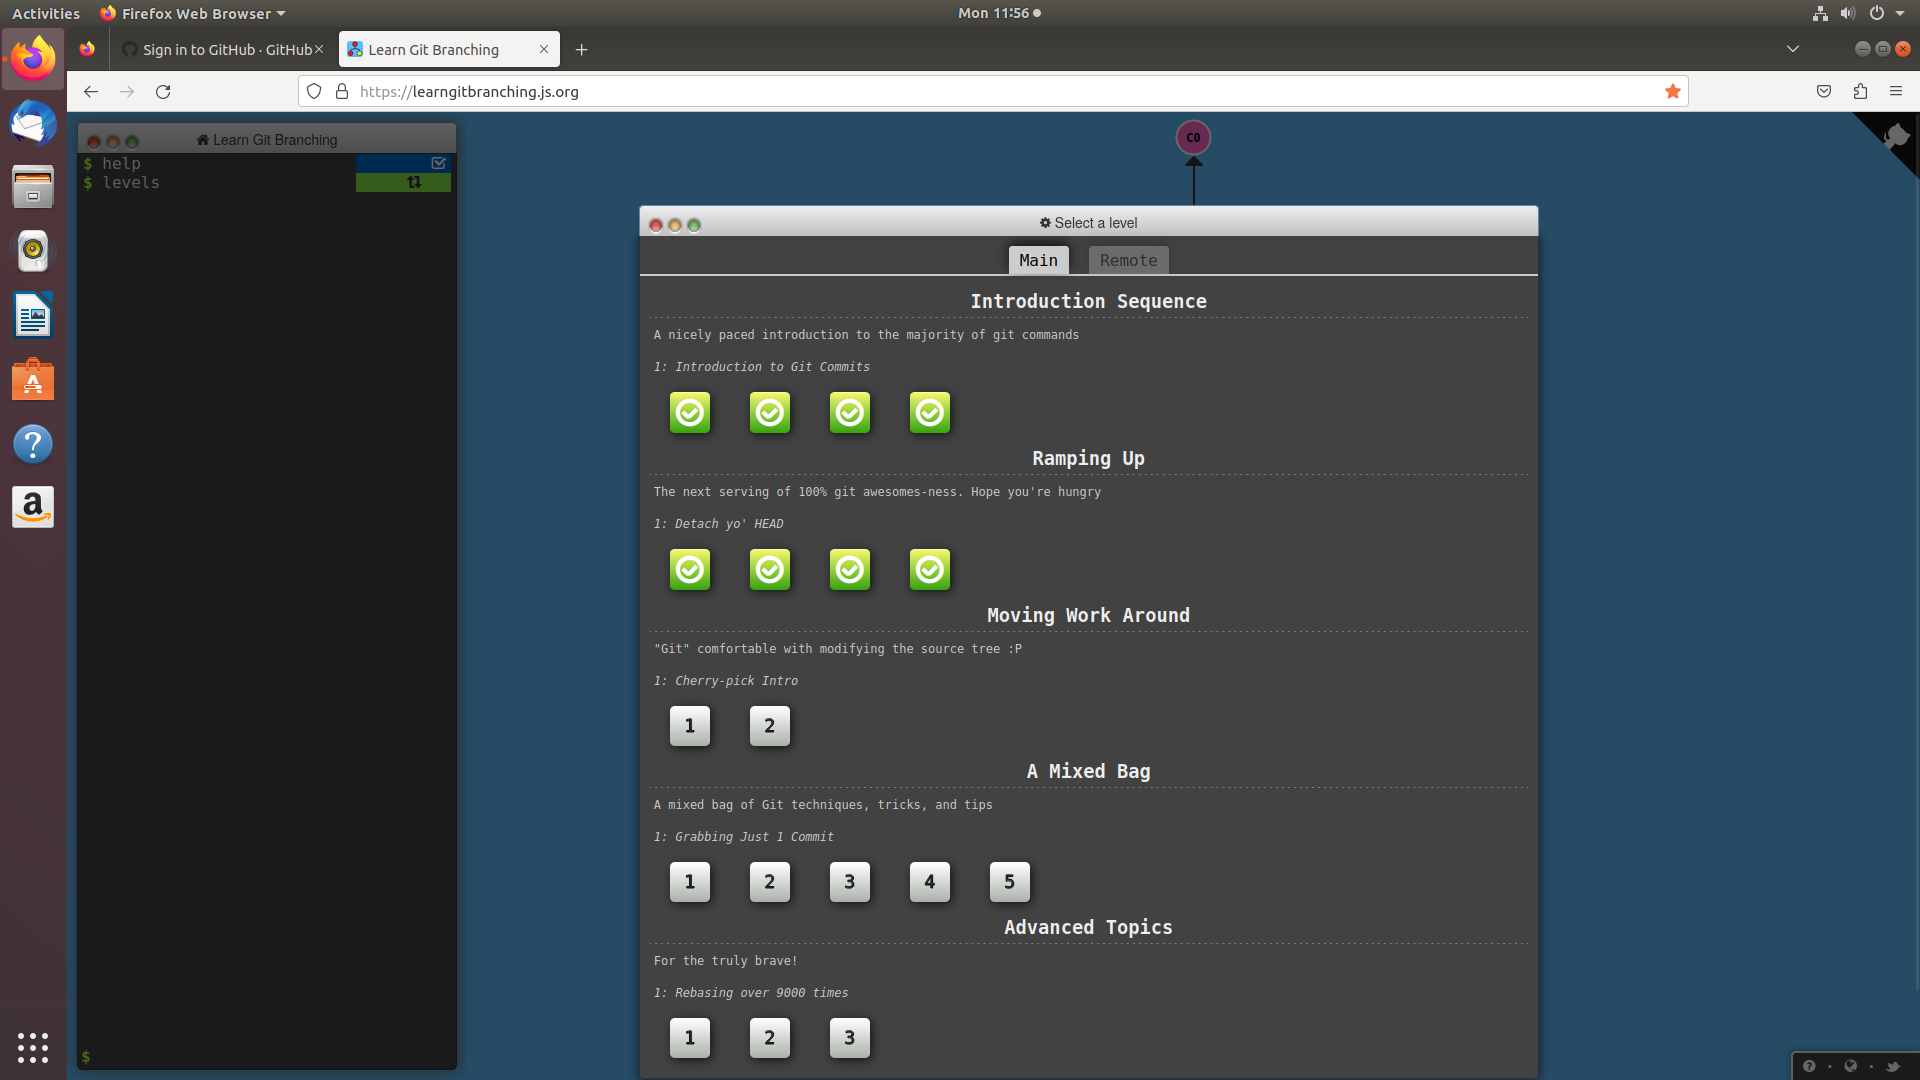 Activities
Firefox Web Browser
Mon 11:56
Sign in to GitHub · GitHub
Learn Git Branching
https://learngitbranching.js.org
Learn Git Branching
$ help
$ levels
C0
Select a level
Main
Remote
Introduction Sequence
A nicely paced introduction to the majority of git commands
1: Introduction to Git Commits
Ramping Up
The next serving of 100% git awesomes-ness. Hope you're hungry
1: Detach yo' HEAD
Moving Work Around
"Git" comfortable with modifying the source tree :P
1: Cherry-pick Intro
1 2
A Mixed Bag
A mixed bag of Git techniques, tricks, and tips
1: Grabbing Just 1 Commit
1 2 3 4 5
Advanced Topics
For the truly brave!
1: Rebasing over 9000 times
1 2 3
$